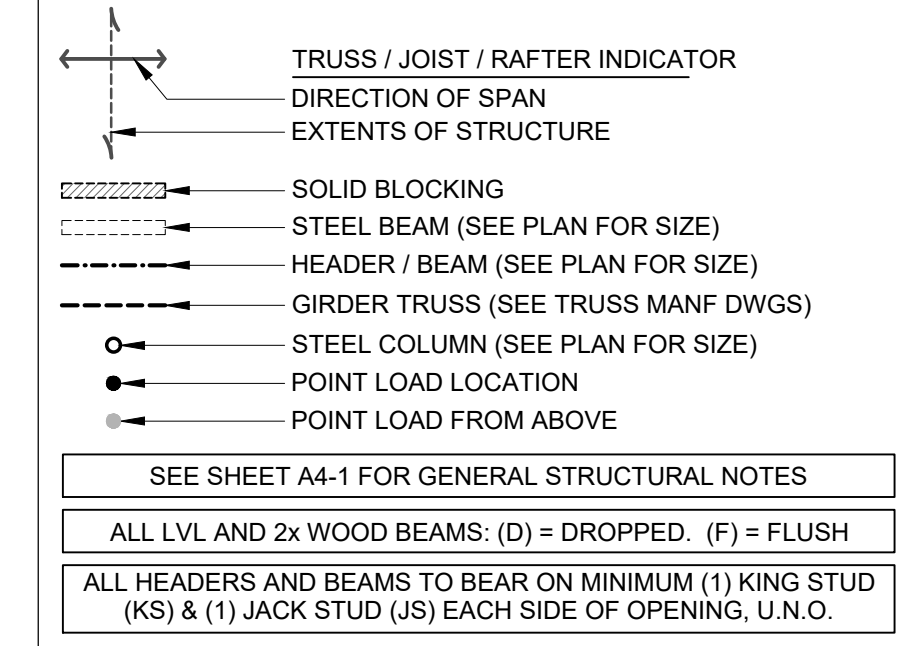 TRUSS / JOIST / RAFTER INDICATOR
DIRECTION OF SPAN
EXTENTS OF STRUCTURE
SOLID BLOCKING
STEEL BEAM (SEE PLAN FOR SIZE)
HEADER / BEAM (SEE PLAN FOR SIZE)
GIRDER TRUSS (SEE TRUSS MANF DWGS)
STEEL COLUMN (SEE PLAN FOR SIZE)
POINT LOAD LOCATION
POINT LOAD FROM ABOVE
SEE SHEET A4-1 FOR GENERAL STRUCTURAL NOTES
ALL LVL AND 2x WOOD BEAMS: (D) = DROPPED. (F) = FLUSH
ALL HEADERS AND BEAMS TO BEAR ON MINIMUM (1) KING STUD
(KS) & (1) JACK STUD (JS) EACH SIDE OF OPENING, U.N.O.